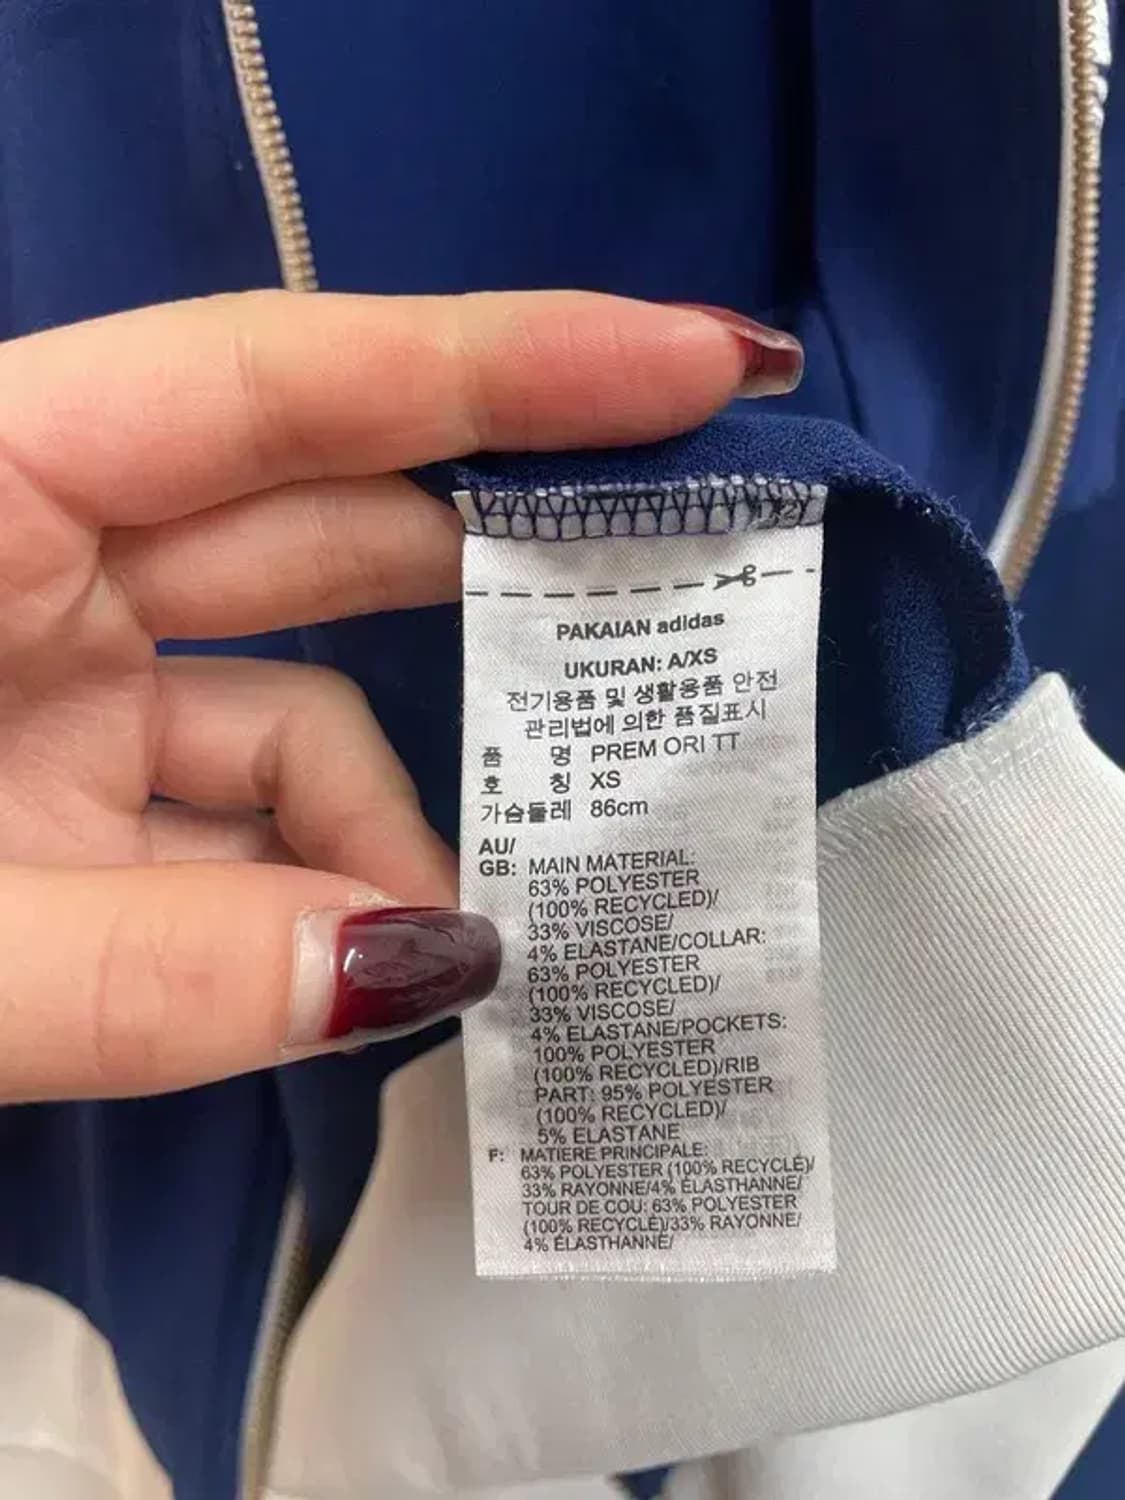 PAKAIAN adidas
UKURAN: A/XS
전기용품 및 생활용품 안전
관리법에 의한 품질표시
품 명 PREM ORI TT
호 칭 XS
가슴둘레 86cm
AU/
GB: MAIN MATERIAL:
63% POLYESTER
(100% RECYCLED)/
33% VISCOSE/
4% ELASTANE/COLLAR:
63% POLYESTER
(100% RECYCLED)/
33% VISCOSE/
4% ELASTANE/POCKETS:
100% POLYESTER
(100% RECYCLED)/RIB
PART: 95% POLYESTER
(100% RECYCLED)/
5% ELASTANE
F: MATIERE PRINCIPALE:
63% POLYESTER (100% RECYCLÉ)/
33% RAYONNE/4% ÉLASTHANNE/
TOUR DE COU: 63% POLYESTER
(100% RECYCLÉ)/33% RAYONNE/
4% ÉLASTHANNE/